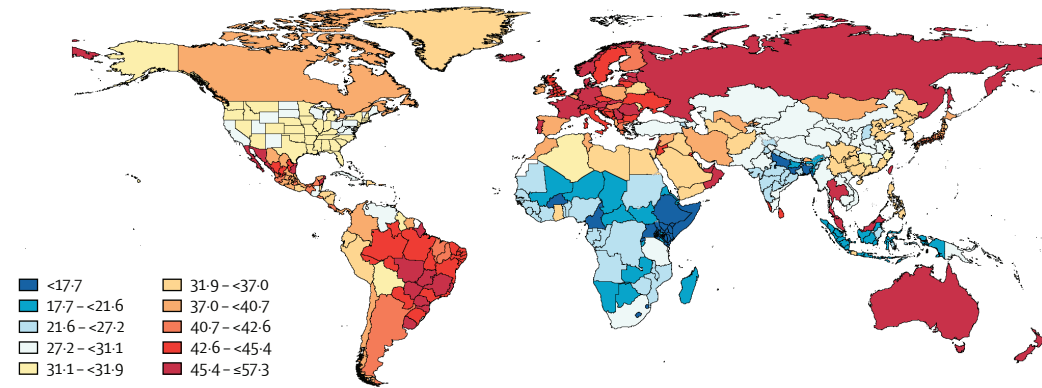 <17·7
17·7 – <21·6
21·6 – <27·2
27·2 – <31·1
31·1 – <31·9
31·9 – <37·0
37·0 – <40·7
40·7 – <42·6
42·6 – <45·4
45·4 – ≤57·3